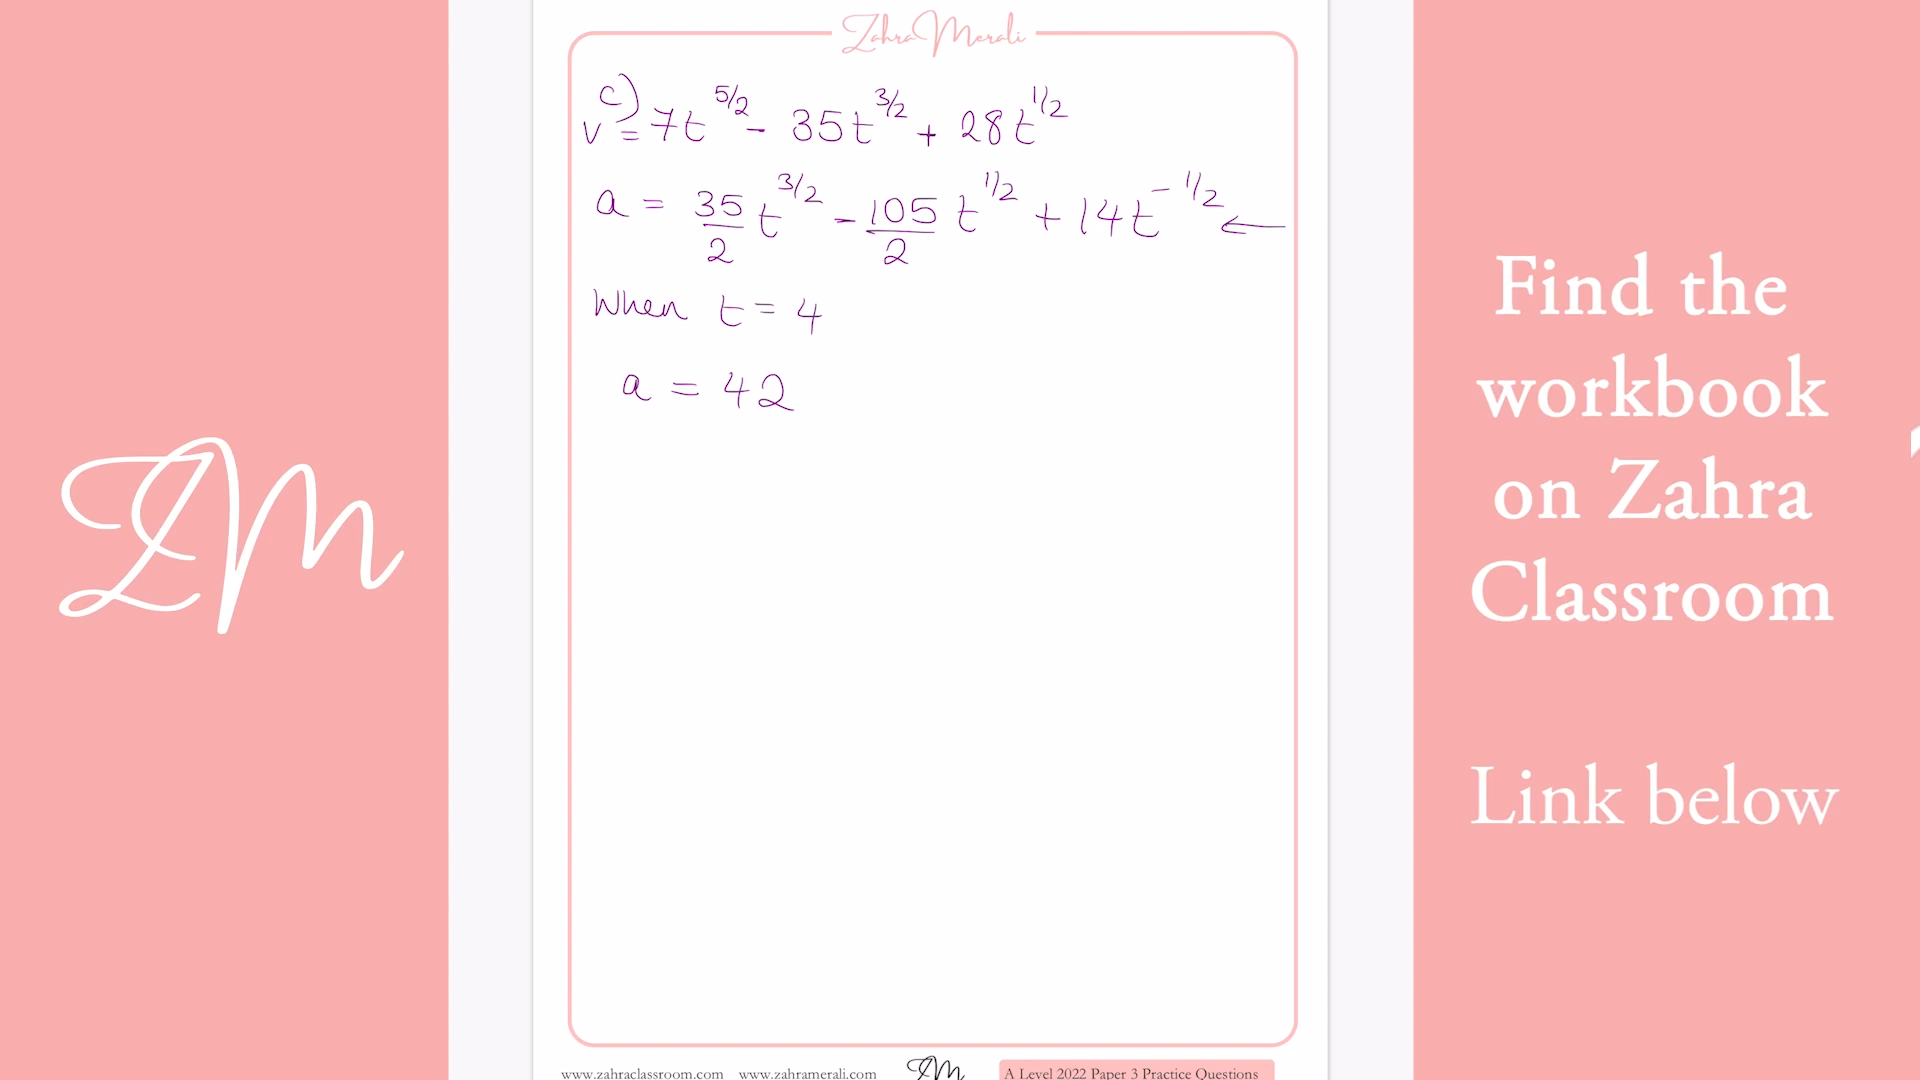 Zahra Merali
c)
v = 7t^{5/2} - 35t^{3/2} + 28t^{1/2}
a = 35/2 t^{3/2} - 105/2 t^{1/2} + 14t^{-1/2} ←
When t = 4
a = 42
ZM
Find the
workbook
on Zahra
Classroom
Link below
www.zahraclassroom.com www.zahramerali.com ZM A Level 2022 Paper 3 Practice Questions